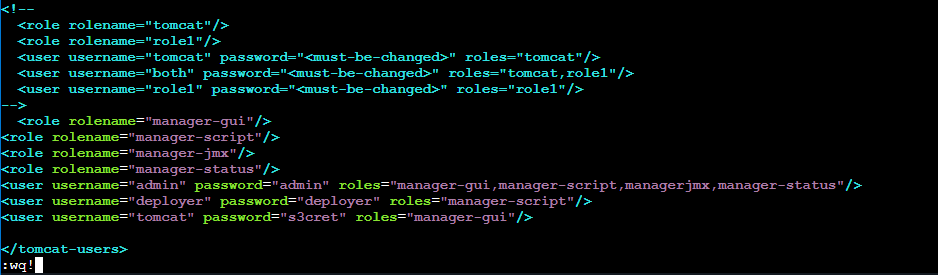 <!--
  <role rolename="tomcat"/>
  <role rolename="role1"/>
  <user username="tomcat" password="<must-be-changed>" roles="tomcat"/>
  <user username="both" password="<must-be-changed>" roles="tomcat,role1"/>
  <user username="role1" password="<must-be-changed>" roles="role1"/>
-->
  <role rolename="manager-gui"/>
<role rolename="manager-script"/>
<role rolename="manager-jmx"/>
<role rolename="manager-status"/>
<user username="admin" password="admin" roles="manager-gui,manager-script,managerjmx,manager-status"/>
<user username="deployer" password="deployer" roles="manager-script"/>
<user username="tomcat" password="s3cret" roles="manager-gui"/>

</tomcat-users>
:wq!